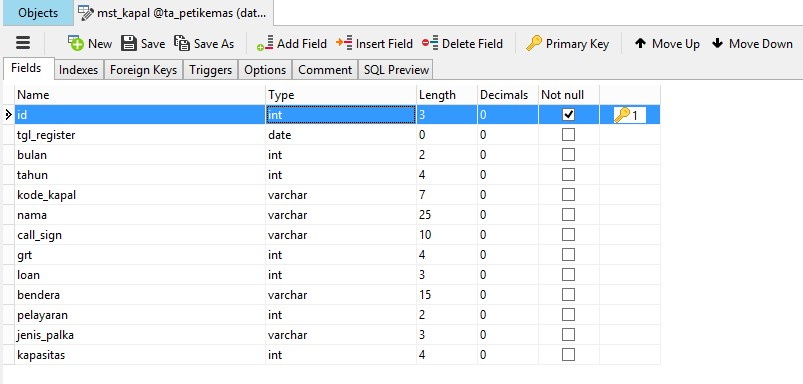 Objects mst_kapal @ta_petikemas (dat...
New Save Save As Add Field Insert Field Delete Field Primary Key Move Up Move Down
Fields Indexes Foreign Keys Triggers Options Comment SQL Preview
Name Type Length Decimals Not null
id int 3 0 1
tgl_register date 0 0
bulan int 2 0
tahun int 4 0
kode_kapal varchar 7 0
nama varchar 25 0
call_sign varchar 10 0
grt int 4 0
loan int 3 0
bendera varchar 15 0
pelayaran int 2 0
jenis_palka varchar 3 0
kapasitas int 4 0